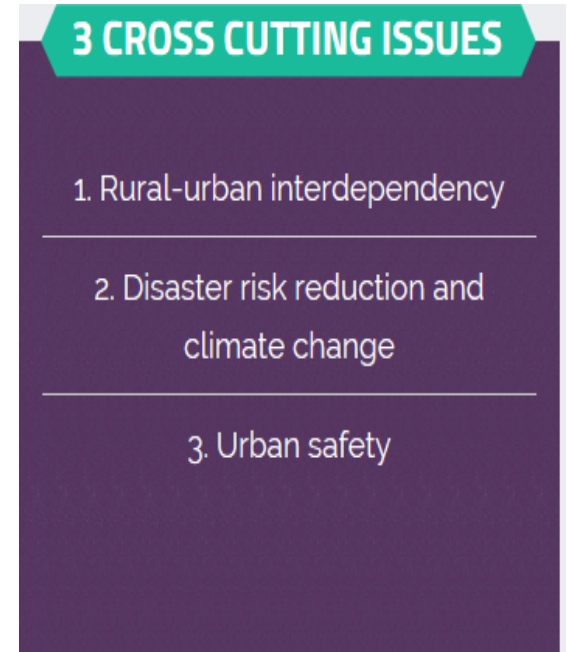 3 CROSS CUTTING ISSUES
1. Rural-urban interdependency
2. Disaster risk reduction and
climate change
3. Urban safety